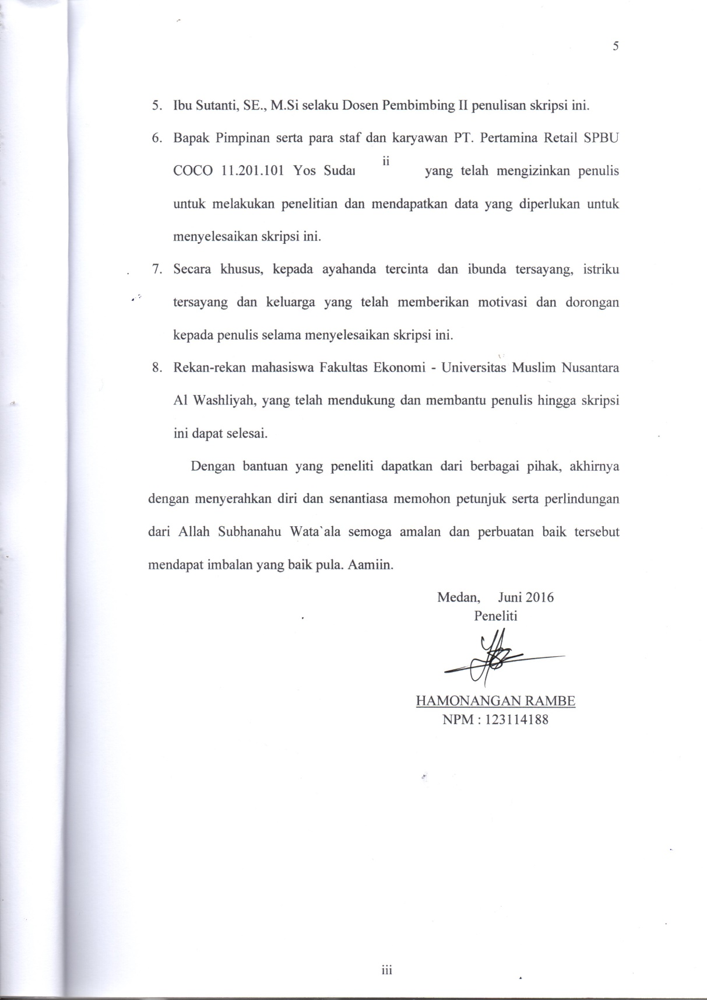 5
5. Ibu Sutanti, SE., M.Si selaku Dosen Pembimbing II penulisan skripsi ini.
6. Bapak Pimpinan serta para staf dan karyawan PT. Pertamina Retail SPBU
ii
COCO 11.201.101 Yos yang telah mengizinkan penulis
untuk melakukan penelitian dan mendapatkan data yang diperlukan untuk
menyelesaikan skripsi ini.
7. Secara khusus, kepada ayahanda tercinta dan ibunda tersayang, istriku
tersayang dan keluarga yang telah memberikan motivasi dan dorongan
kepada penulis selama menyelesaikan skripsi ini.
8. Rekan-rekan mahasiswa Fakultas Ekonomi - Universitas Muslim Nusantara
Al Washliyah, yang telah mendukung dan membantu penulis hingga skripsi
ini dapat selesai.
Dengan bantuan yang peneliti dapatkan dari berbagai pihak, akhirnya
dengan menyerahkan diri dan senantiasa memohon petunjuk serta perlindungan
dari Allah Subhanahu Wata`ala semoga amalan dan perbuatan baik tersebut
mendapat imbalan yang baik pula. Aamiin.
Medan, Juni 2016
Peneliti
HAMONANGAN RAMBE
NPM : 123114188
iii